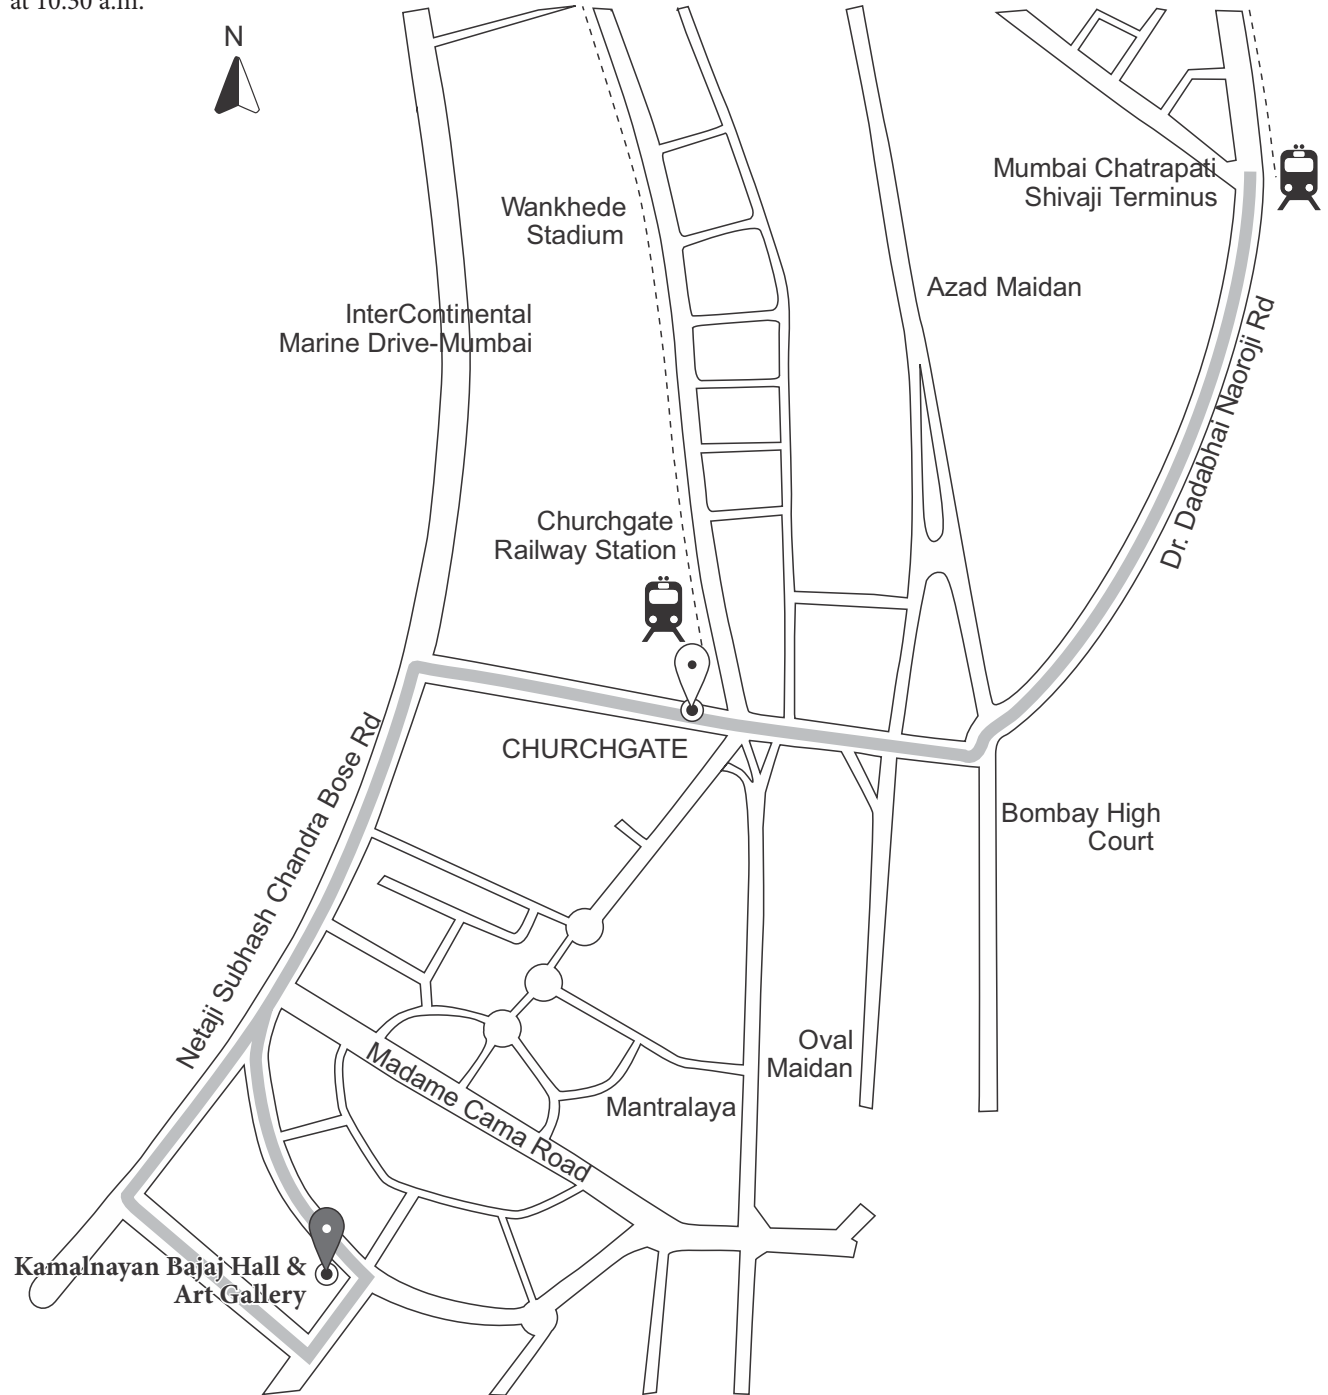 at 10.30 a.m.
N
Mumbai Chatrapati
Shivaji Terminus
Wankhede
Stadium
Azad Maidan
InterContinental
Marine Drive-Mumbai
Dr. Dadabhai Naoroji Rd
Churchgate
Railway Station
CHURCHGATE
Netaji Subhash Chandra Bose Rd
Bombay High
Court
Oval
Maidan
Madame Cama Road
Mantralaya
Kamalnayan Bajaj Hall &
Art Gallery